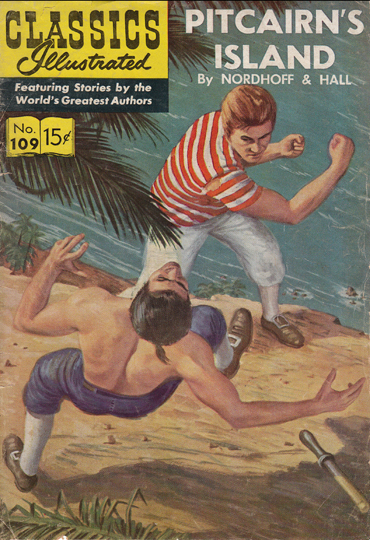 CLASSICS
Illustrated
Featuring Stories by the
World's Greatest Authors
No.
109
15¢
PITCAIRN'S
ISLAND
By NORDHOFF & HALL